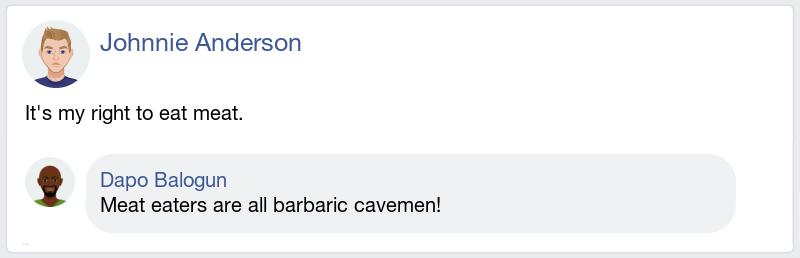 Johnnie Anderson
It's my right to eat meat.
Dapo Balogun
Meat eaters are all barbaric cavemen!